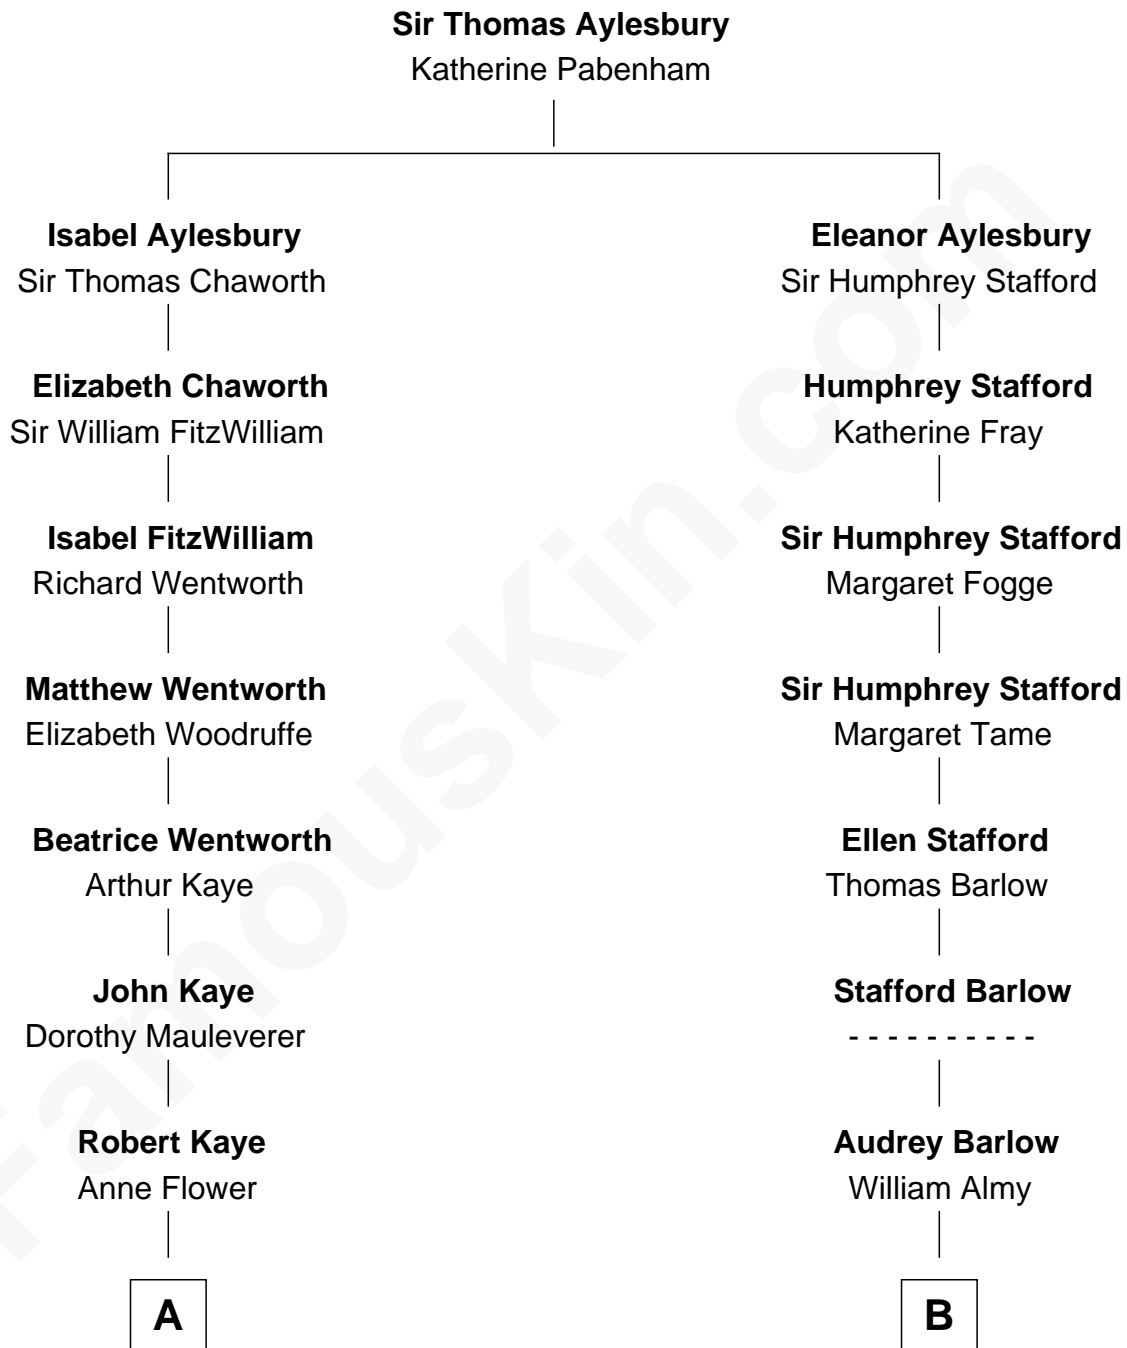 Sir Thomas Aylesbury
Katherine Pabenham
Isabel Aylesbury
Sir Thomas Chaworth
Eleanor Aylesbury
Sir Humphrey Stafford
Elizabeth Chaworth
Sir William FitzWilliam
Humphrey Stafford
Katherine Fray
Isabel FitzWilliam
Richard Wentworth
Sir Humphrey Stafford
Margaret Fogge
Matthew Wentworth
Elizabeth Woodruffe
Sir Humphrey Stafford
Margaret Tame
Beatrice Wentworth
Arthur Kaye
Ellen Stafford
Thomas Barlow
John Kaye
Dorothy Mauleverer
Stafford Barlow
- - - - - - - - - -
Robert Kaye
Anne Flower
Audrey Barlow
William Almy
A
B
FamousKin.com